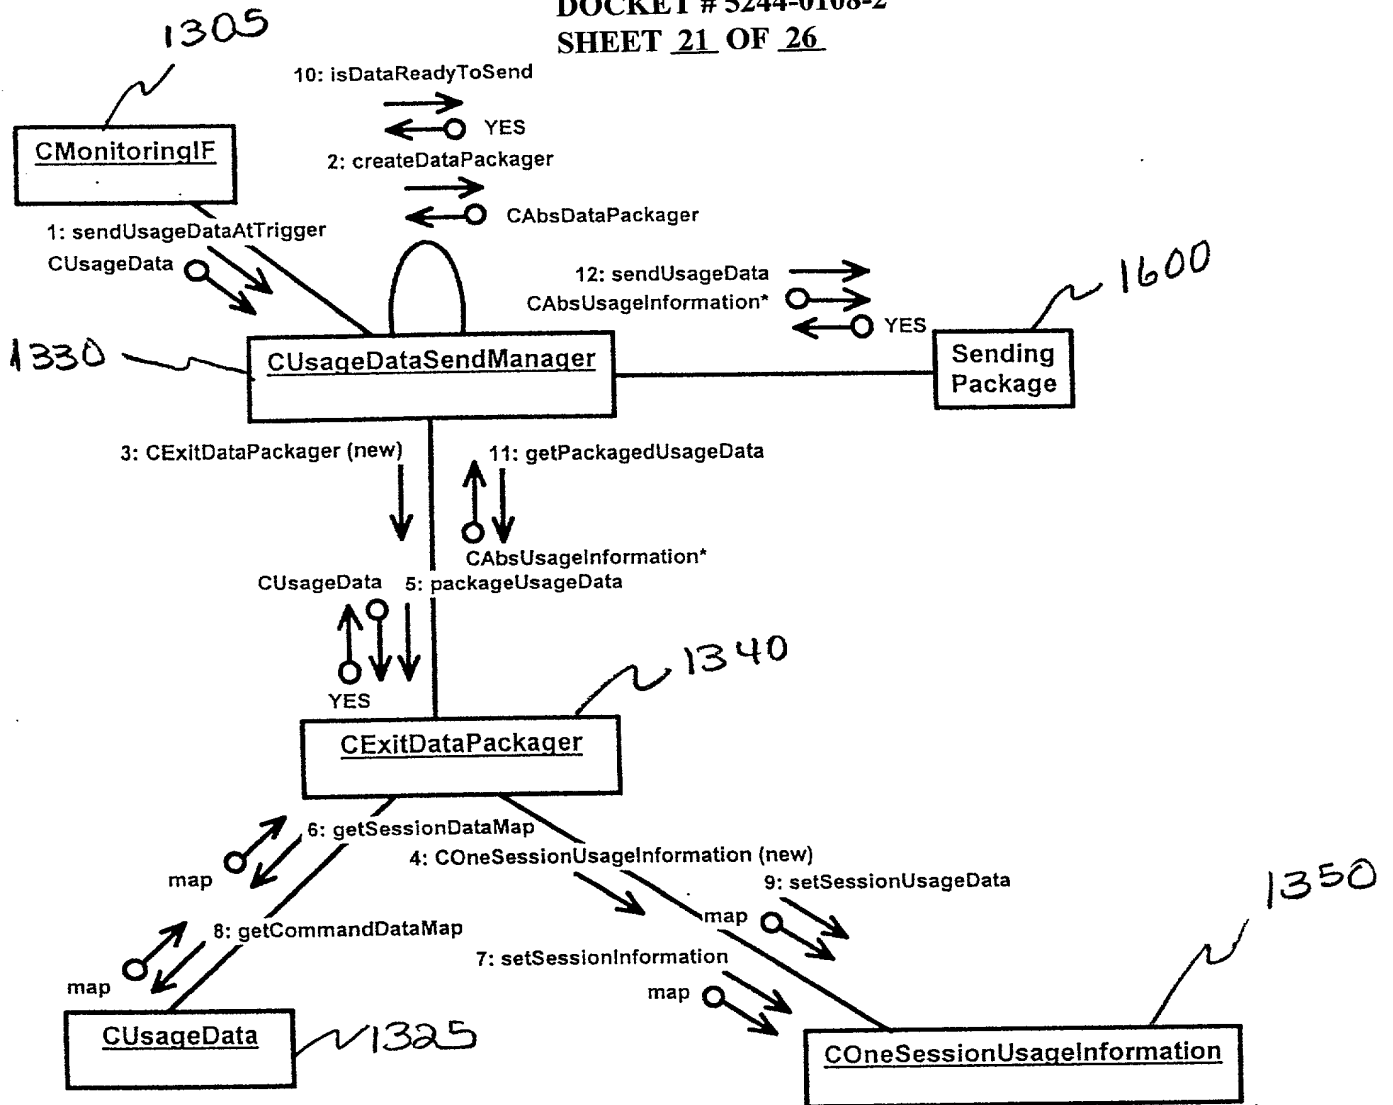 DOCKET # 5244-0108-2
SHEET 21 OF 26
1305
10: isDataReadyToSend
YES
CMonitoringIF
2: createDataPackager
CAbsDataPackager
1: sendUsageDataAtTrigger
CUsageData
12: sendUsageData
CAbsUsageInformation*
YES
1600
1330
CUsageDataSendManager
Sending
Package
3: CExitDataPackager (new)
11: getPackagedUsageData
CAbsUsageInformation*
CUsageData
5: packageUsageData
YES
1340
CExitDataPackager
6: getSessionDataMap
map
4: COneSessionUsageInformation (new)
9: setSessionUsageData
map
1350
8: getCommandDataMap
map
7: setSessionInformation
map
CUsageData
1325
COneSessionUsageInformation